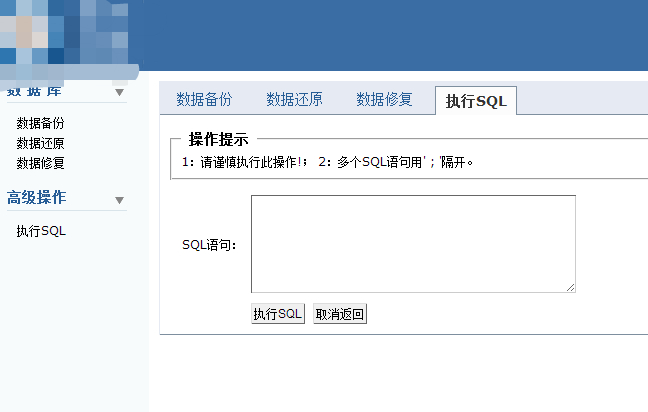 数据库
数据备份
数据还原
数据修复
高级操作
执行SQL
数据备份 数据还原 数据修复 执行SQL
操作提示
1：请谨慎执行此操作!； 2：多个SQL语句用' ; '隔开。
SQL语句：
执行SQL 取消返回